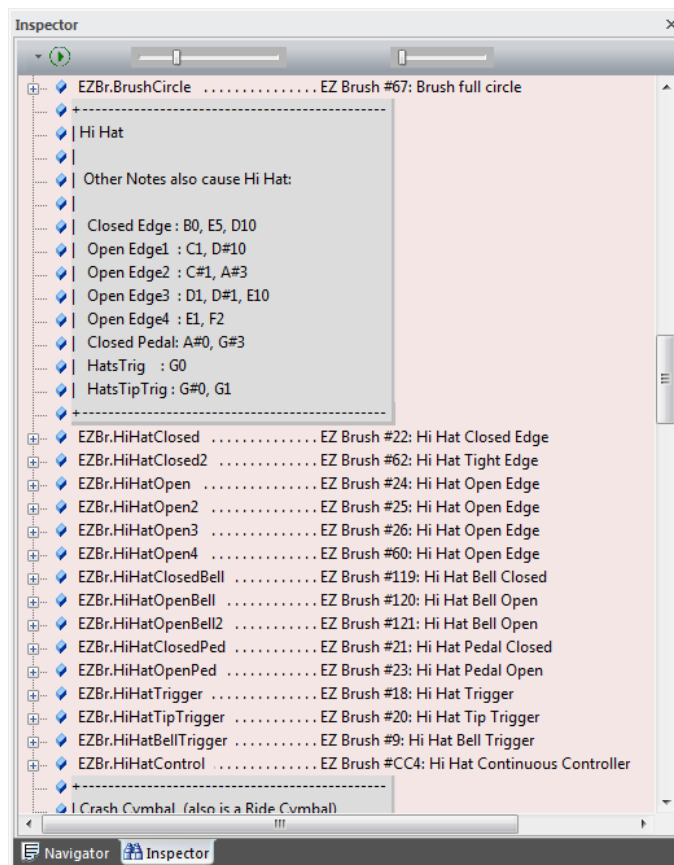 Inspector
EZBr.BrushCircle ............... EZ Brush #67: Brush full circle
+-----------------------------------------------
| Hi Hat
|
| Other Notes also cause Hi Hat:
|
| Closed Edge : B0, E5, D10
| Open Edge1 : C1, D#10
| Open Edge2 : C#1, A#3
| Open Edge3 : D1, D#1, E10
| Open Edge4 : E1, F2
| Closed Pedal: A#0, G#3
| HatsTrig : G0
| HatsTipTrig : G#0, G1
+-----------------------------------------------
EZBr.HiHatClosed .............. EZ Brush #22: Hi Hat Closed Edge
EZBr.HiHatClosed2 ............. EZ Brush #62: Hi Hat Tight Edge
EZBr.HiHatOpen ................ EZ Brush #24: Hi Hat Open Edge
EZBr.HiHatOpen2 ............... EZ Brush #25: Hi Hat Open Edge
EZBr.HiHatOpen3 ............... EZ Brush #26: Hi Hat Open Edge
EZBr.HiHatOpen4 ............... EZ Brush #60: Hi Hat Open Edge
EZBr.HiHatClosedBell ........... EZ Brush #119: Hi Hat Bell Closed
EZBr.HiHatOpenBell ............ EZ Brush #120: Hi Hat Bell Open
EZBr.HiHatOpenBell2 ........... EZ Brush #121: Hi Hat Bell Open
EZBr.HiHatClosedPed ........... EZ Brush #21: Hi Hat Pedal Closed
EZBr.HiHatOpenPed ............ EZ Brush #23: Hi Hat Pedal Open
EZBr.HiHatTrigger .............. EZ Brush #18: Hi Hat Trigger
EZBr.HiHatTipTrigger ........... EZ Brush #20: Hi Hat Tip Trigger
EZBr.HiHatBellTrigger .......... EZ Brush #9: Hi Hat Bell Trigger
EZBr.HiHatControl ............. EZ Brush #CC4: Hi Hat Continuous Controller
+-----------------------------------------------
| Crash Cymbal (also is a Ride Cymbal)
Navigator Inspector